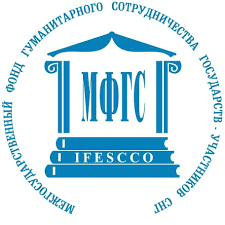 МЕЖГОСУДАРСТВЕННЫЙ ФОНД ГУМАНИТАРНОГО СОТРУДНИЧЕСТВА ГОСУДАРСТВ - УЧАСТНИКОВ СНГ
МФГС
IFESCCO